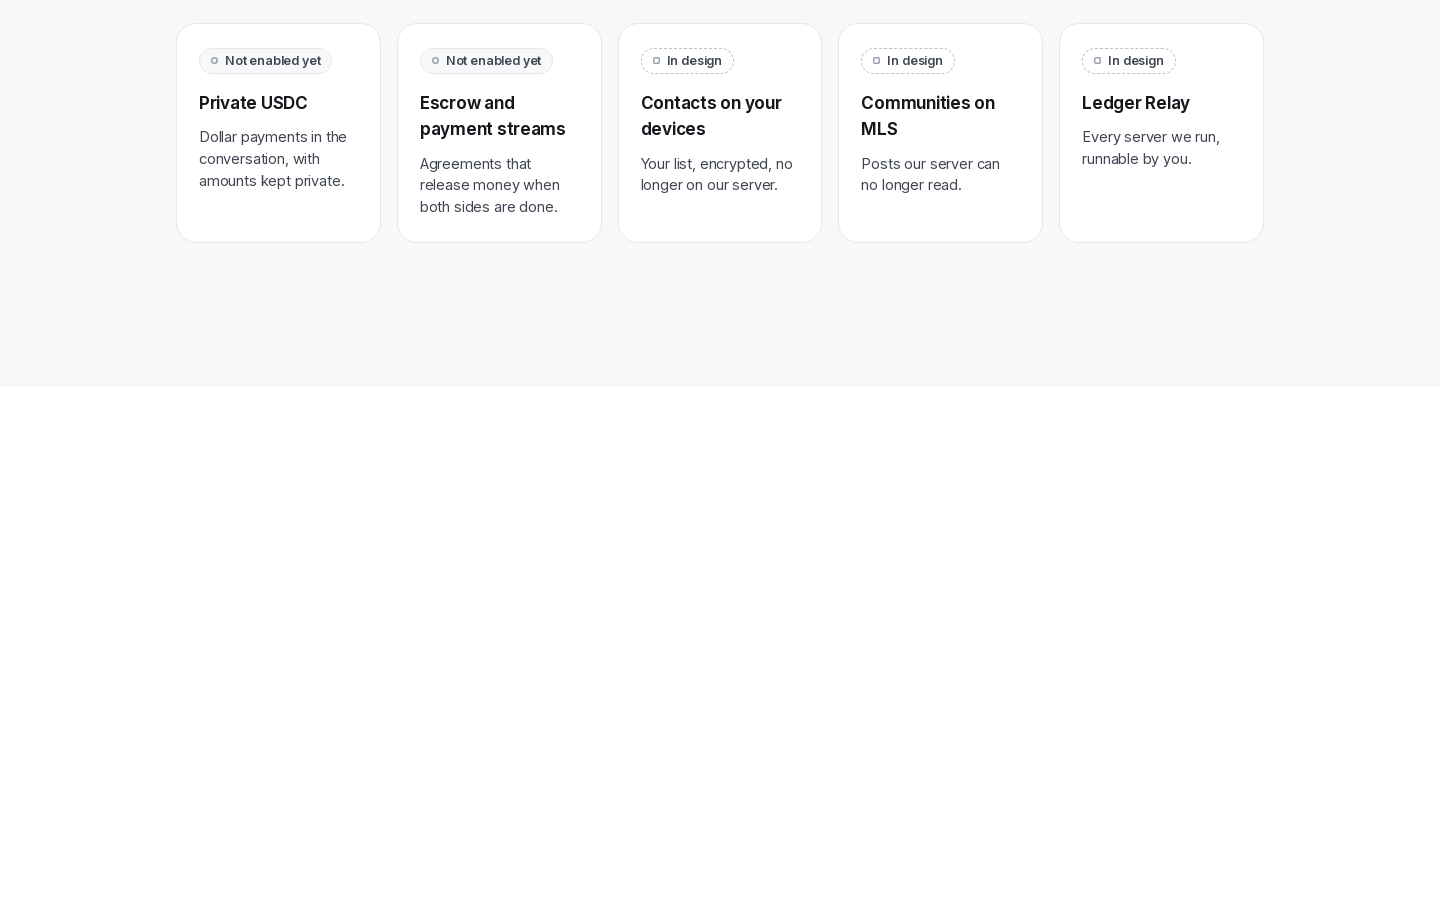 Not enabled yet
Private USDC
Dollar payments in the
conversation, with
amounts kept private.
Not enabled yet
Escrow and
payment streams
Agreements that
release money when
both sides are done.
In design
Contacts on your
devices
Your list, encrypted, no
longer on our server.
In design
Communities on
MLS
Posts our server can
no longer read.
In design
Ledger Relay
Every server we run,
runnable by you.